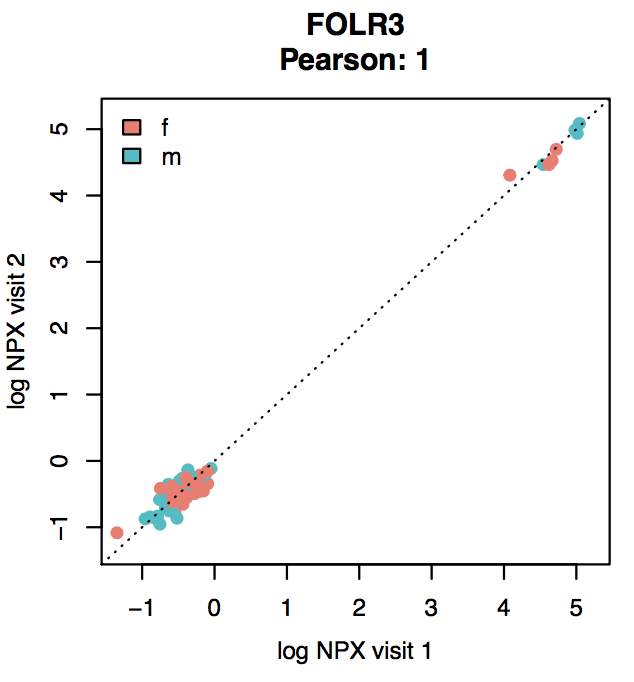 FOLR3
Pearson: 1
f
m
log NPX visit 2
5
4
3
2
1
0
−1
−1 0 1 2 3 4 5
log NPX visit 1